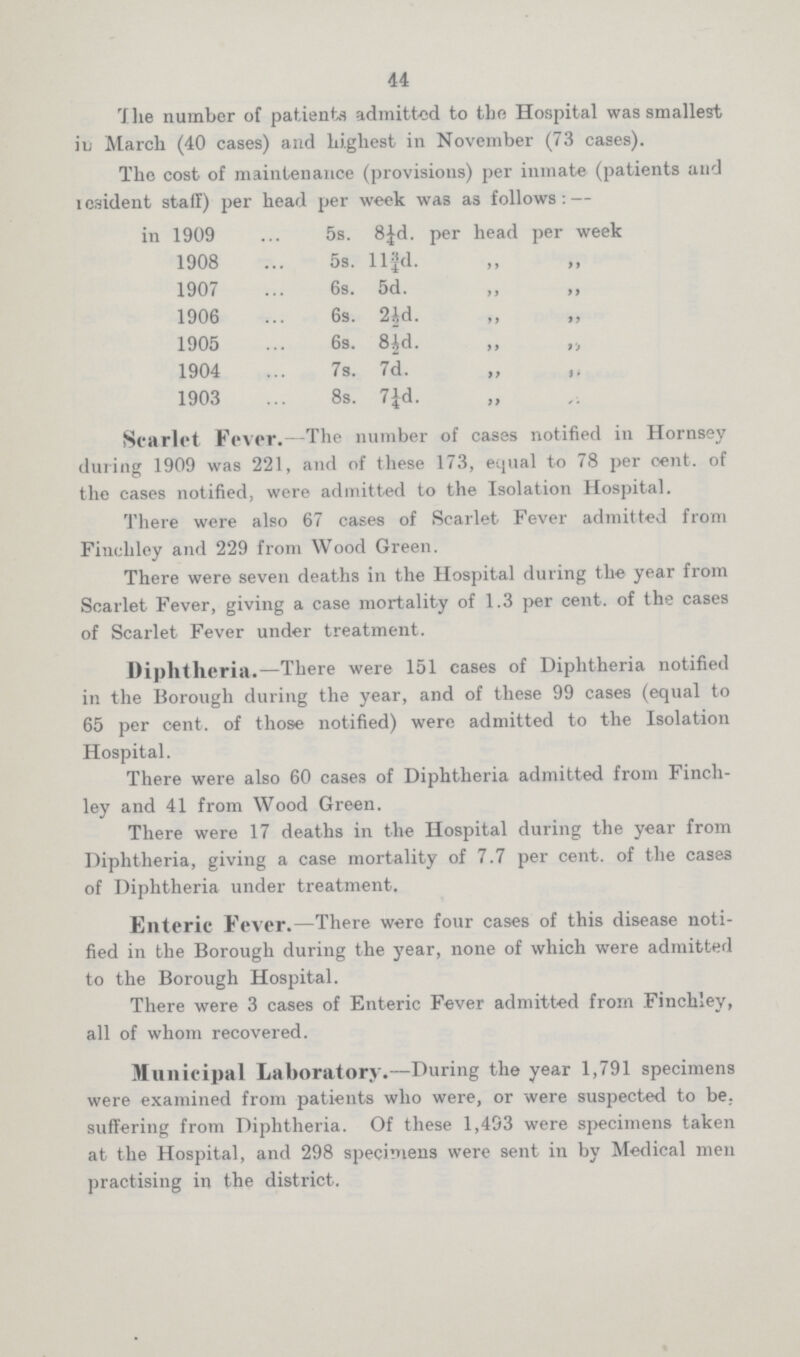 44
The number of patients admitted to the Hospital was smallest
in March (40 cases) and highest in November (73 cases).
The cost of maintenance (provisions) per inmate (patients and
resident staff) per head per week was as follows:—
in 1909 ... 5s. 8¼d. per head per week
1908 ... 5s. 11¾d. ,, ,,
1907 ... 6s. 5d. ,, ,,
1906 ... 6s. 2½d. ,, ,,
1905 ... 6s. 8½d. ,, ,,
1904 ... 7s. 7d. ,, ,,
1903 ... 8s. 7¼d. ,, ,,
Scarlet Fever.—The number of cases notified in Hornsey
during 1909 was 221, and of these 173, equal to 78 per cent. of
the cases notified, were admitted to the Isolation Hospital.
There were also 67 cases of Scarlet Fever admitted from
Finchley and 229 from Wood Green.
There were seven deaths in the Hospital during the year from
Scarlet Fever, giving a case mortality of 1.3 per cent. of the cases
of Scarlet Fever under treatment.
Diphtheria.—There were 151 cases of Diphtheria notified
in the Borough during the year, and of these 99 cases (equal to
65 per cent. of those notified) were admitted to the Isolation
Hospital.
There were also 60 cases of Diphtheria admitted from Finch-
ley and 41 from Wood Green.
There were 17 deaths in the Hospital during the year from
Diphtheria, giving a case mortality of 7.7 per cent. of the cases
of Diphtheria under treatment.
Enteric Fever.—There were four cases of this disease noti-
fied in the Borough during the year, none of which were admitted
to the Borough Hospital.
There were 3 cases of Enteric Fever admitted from Finchley,
all of whom recovered.
Municipal Laboratory.—During the year 1,791 specimens
were examined from patients who were, or were suspected to be,
suffering from Diphtheria. Of these 1,493 were specimens taken
at the Hospital, and 298 specimens were sent in by Medical men
practising in the district.